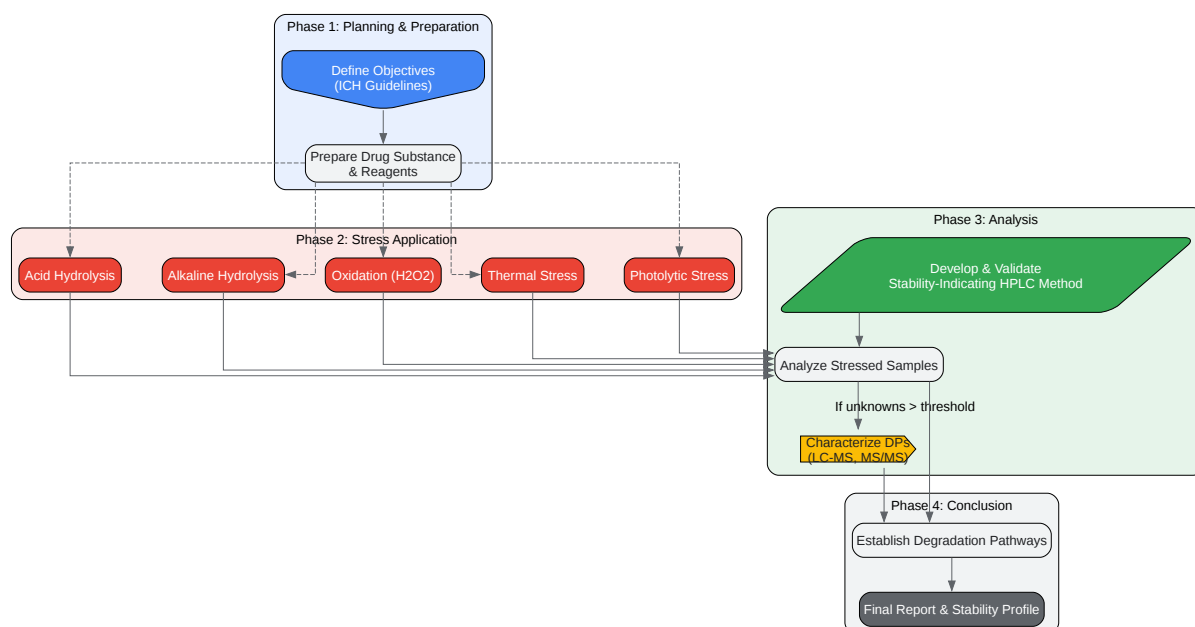 Phase 1: Planning & Preparation
Define Objectives
(ICH Guidelines)
Prepare Drug Substance
& Reagents
Phase 2: Stress Application
Acid Hydrolysis
Alkaline Hydrolysis
Oxidation (H2O2)
Thermal Stress
Photolytic Stress
Phase 3: Analysis
Develop & Validate
Stability-Indicating HPLC Method
Analyze Stressed Samples
If unknowns > threshold
Characterize DPs
(LC-MS, MS/MS)
Phase 4: Conclusion
Establish Degradation Pathways
Final Report & Stability Profile